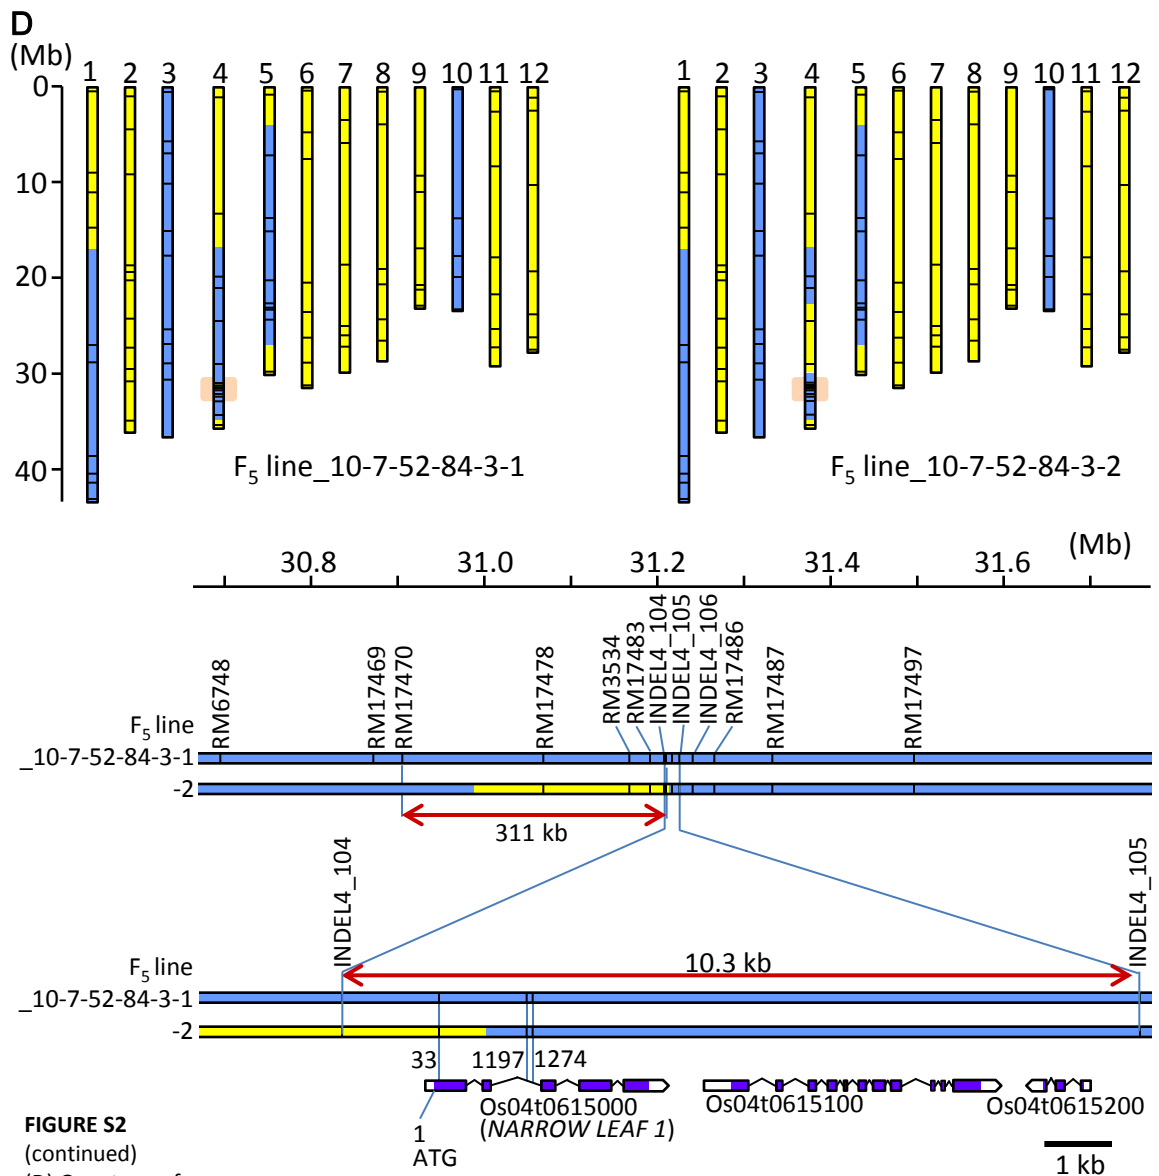 D
(Mb)
1 2 3 4 5 6 7 8 9 10 11 12
1 2 3 4 5 6 7 8 9 10 11 12
0
10
20
30
40
F5 line_10-7-52-84-3-1
F5 line_10-7-52-84-3-2
(Mb)
30.8 31.0 31.2 31.4 31.6
RM6748
RM17469
RM17470
RM17478
RM3534
RM17483
INDEL4_104
INDEL4_105
INDEL4_106
RM17486
RM17487
RM17497
F5 line
_10-7-52-84-3-1
-2
311 kb
INDEL4_104
INDEL4_105
10.3 kb
F5 line
_10-7-52-84-3-1
-2
33 1197 1274
Os04t0615000
(NARROW LEAF 1)
Os04t0615100
Os04t0615200
1
ATG
1 kb
FIGURE S2
(continued)